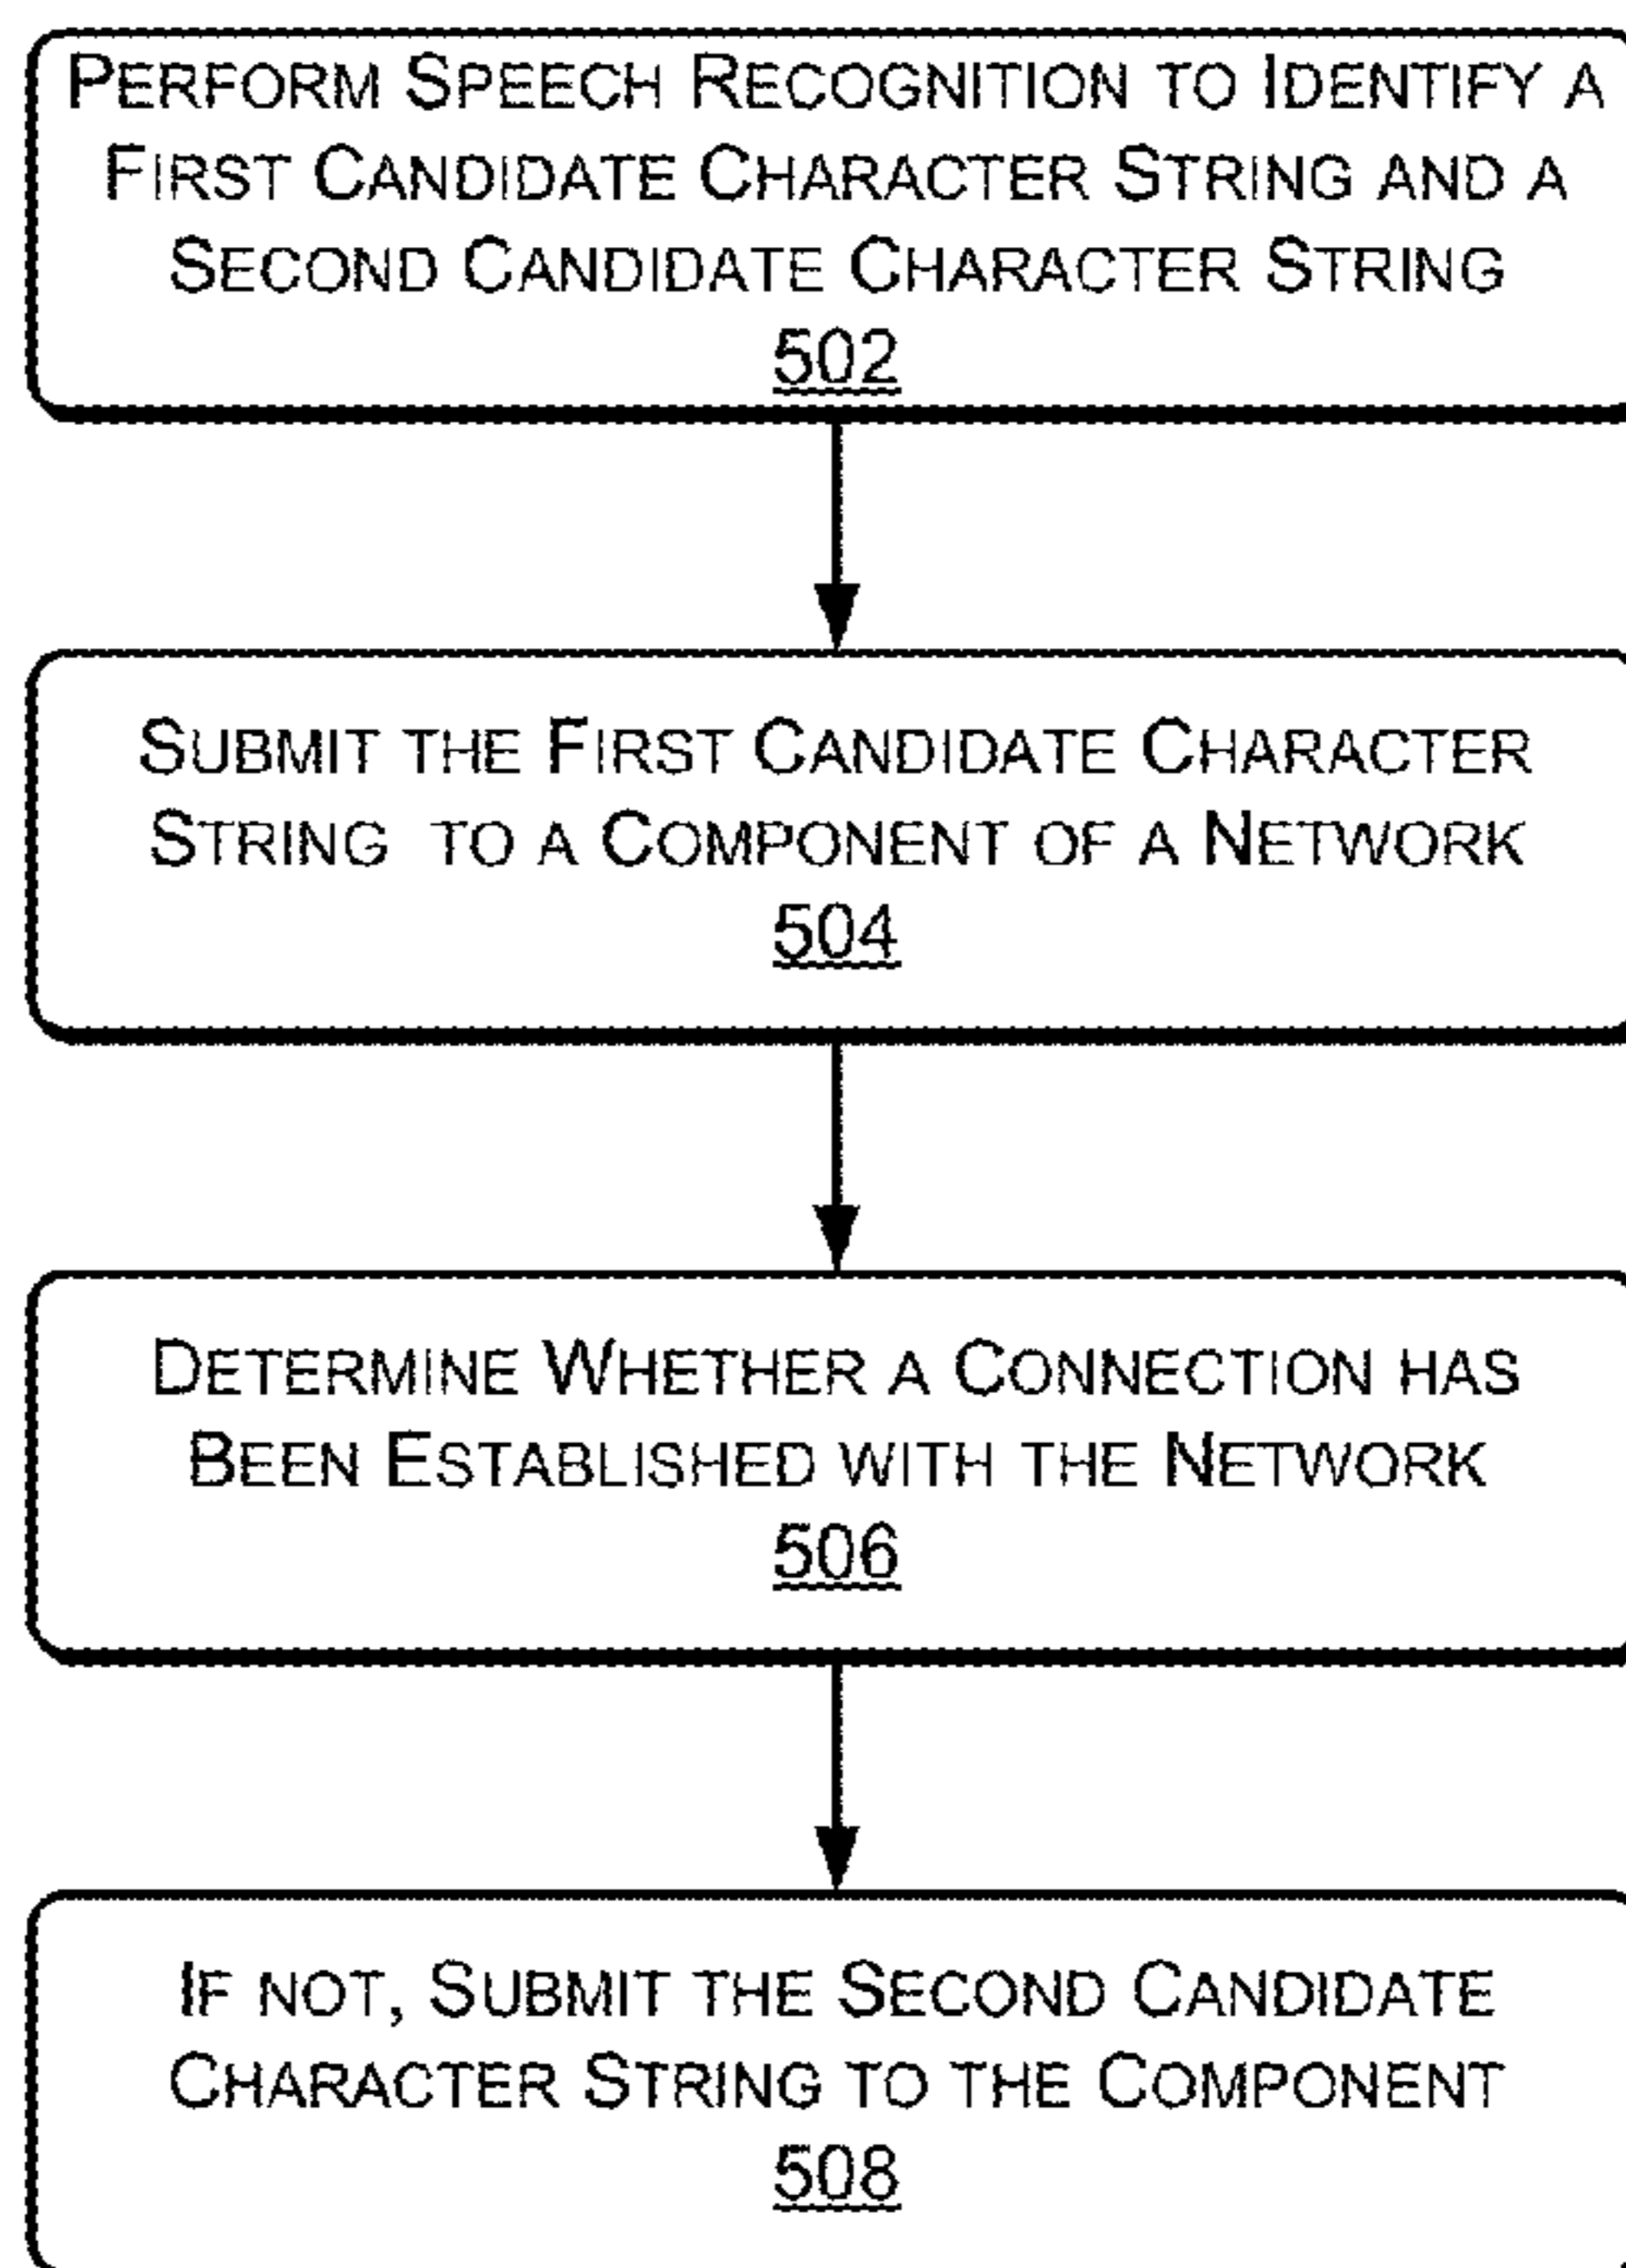 PERFORM SPEECH RECOGNITION TO IDENTIFY A
FIRST CANDIDATE CHARACTER STRING AND A
SECOND CANDIDATE CHARACTER STRING
502
SUBMIT THE FIRST CANDIDATE CHARACTER
STRING TO A COMPONENT OF A NETWORK
504
DETERMINE WHETHER A CONNECTION HAS
BEEN ESTABLISHED WITH THE NETWORK
506
IF NOT, SUBMIT THE SECOND CANDIDATE
CHARACTER STRING TO THE COMPONENT
508